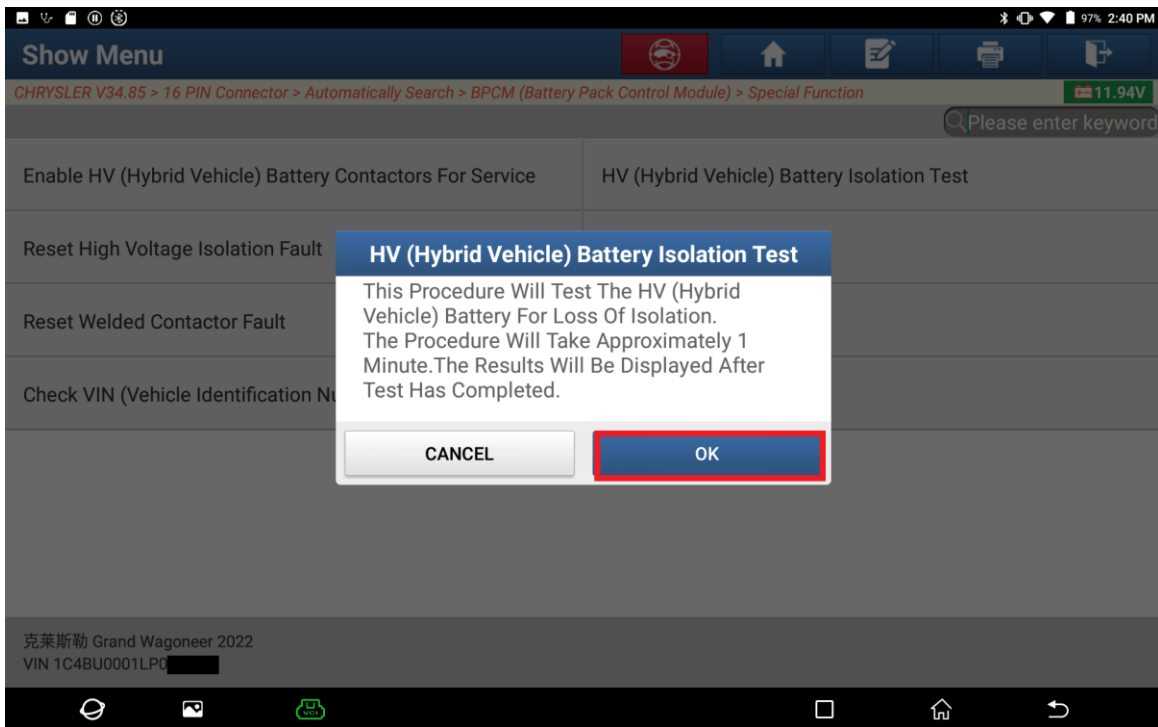 97% 2:40 PM
Show Menu
CHRYSLER V34.85 > 16 PIN Connector > Automatically Search > BPCM (Battery Pack Control Module) > Special Function
11.94V
Please enter keyword
Enable HV (Hybrid Vehicle) Battery Contactors For Service
HV (Hybrid Vehicle) Battery Isolation Test
Reset High Voltage Isolation Fault
Reset Welded Contactor Fault
Check VIN (Vehicle Identification
HV (Hybrid Vehicle) Battery Isolation Test
This Procedure Will Test The HV (Hybrid
Vehicle) Battery For Loss Of Isolation.
The Procedure Will Take Approximately 1
Minute.The Results Will Be Displayed After
Test Has Completed.
CANCEL
OK
克莱斯勒 Grand Wagoneer 2022
VIN 1C4BU0001LP0
VCI